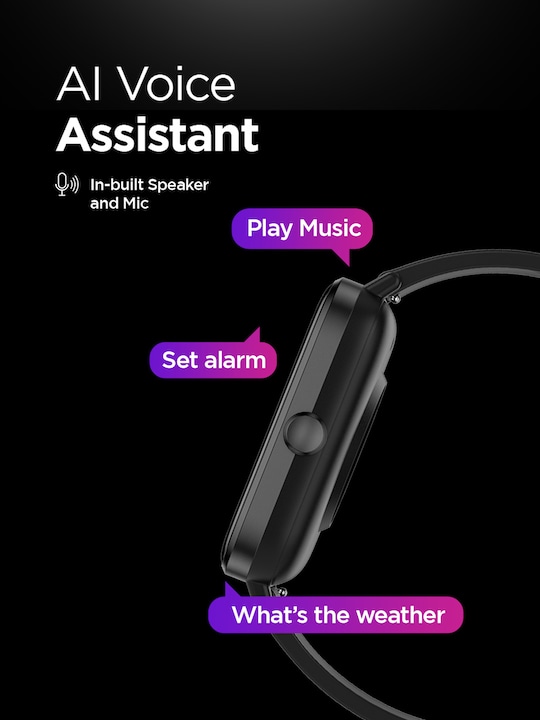 AI Voice
Assistant
In-built Speaker
and Mic
Play Music
Set alarm
What's the weather